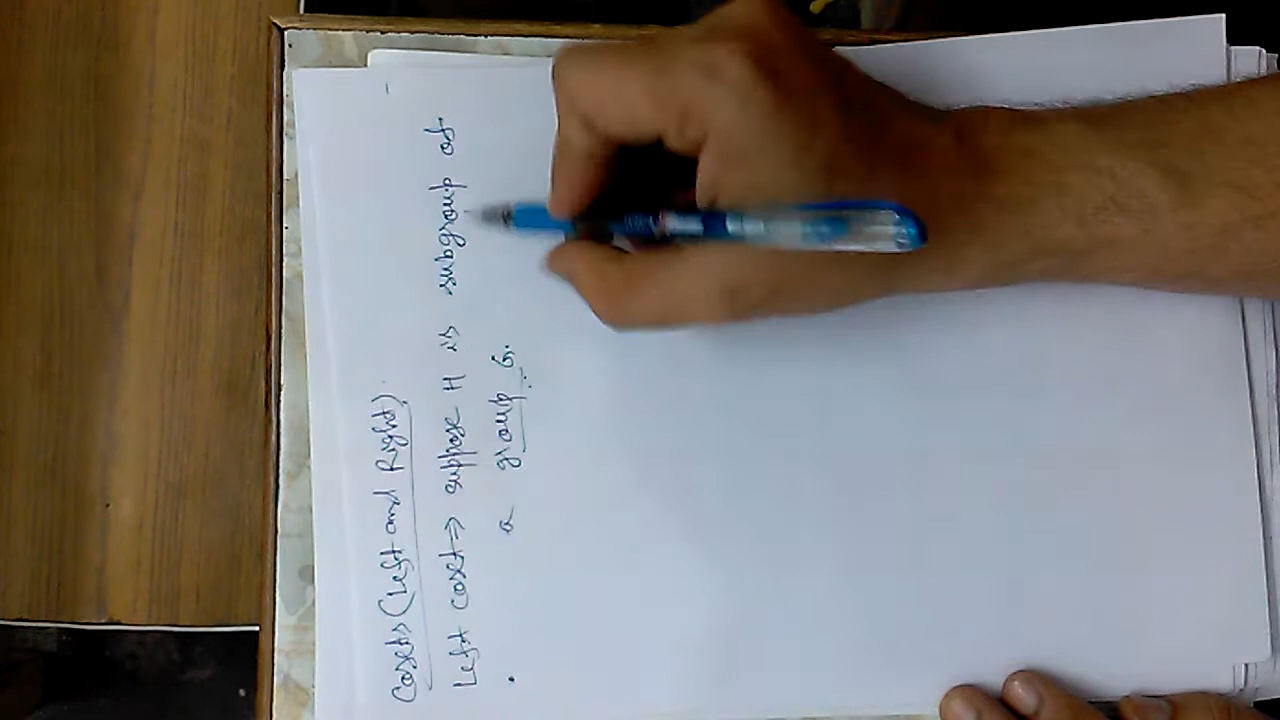 Cosets (Left and Right).
Left coset ⇒ suppose H is subgroup of
a group G.